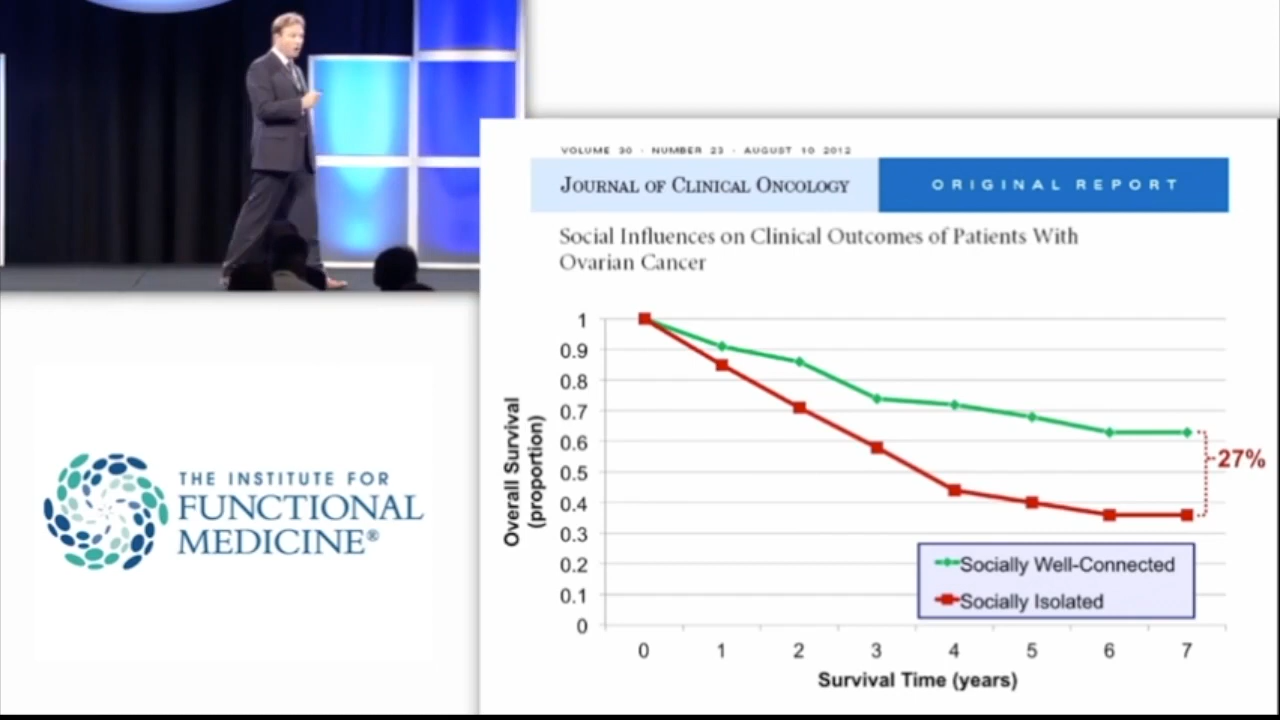 VOLUME 30 · NUMBER 23 · AUGUST 10 2012
JOURNAL OF CLINICAL ONCOLOGY
ORIGINAL REPORT
Social Influences on Clinical Outcomes of Patients With
Ovarian Cancer
1
0.9
0.8
0.7
0.6
0.5
0.4
0.3
0.2
0.1
0
Overall Survival
(proportion)
27%
Socially Well-Connected
Socially Isolated
0 1 2 3 4 5 6 7
Survival Time (years)
THE INSTITUTE FOR
FUNCTIONAL
MEDICINE®